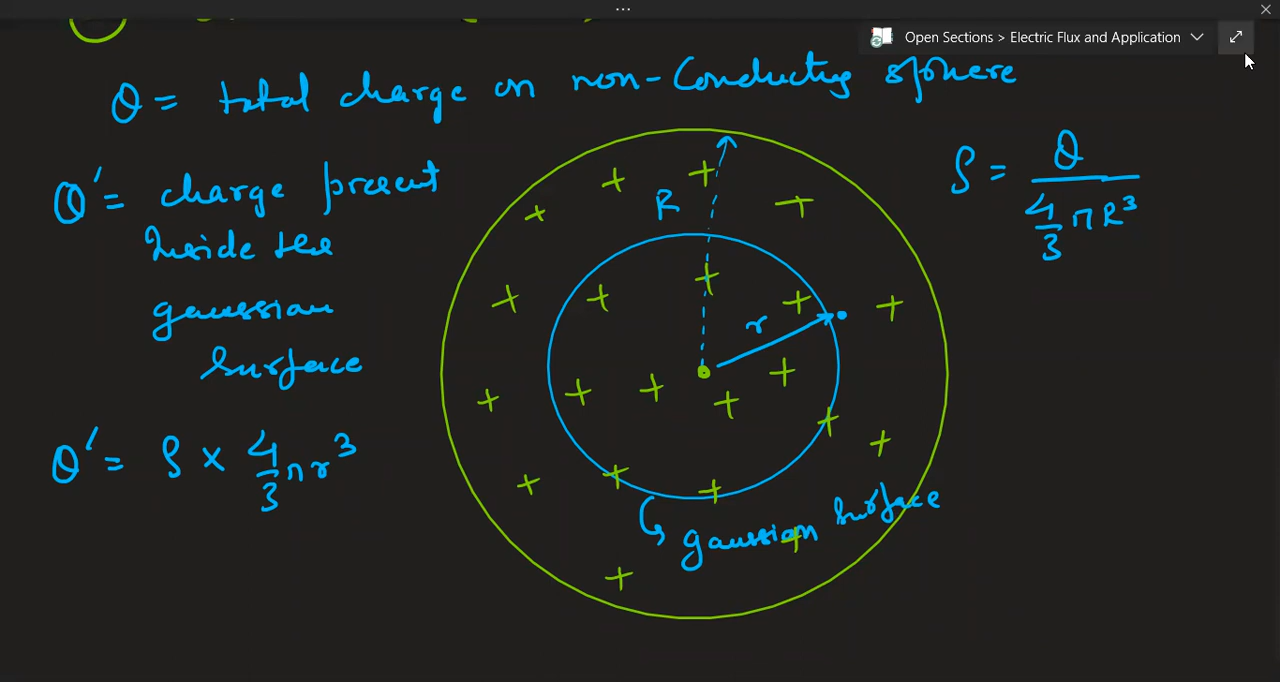 Open Sections > Electric Flux and Application
Q = total charge on non-Conducting sphere
Q' = charge present
Inside the
gaussian
surface
Q' = ρ × 4/3 πr³
R
r
gaussian surface
ρ = Q / 4/3 πR³